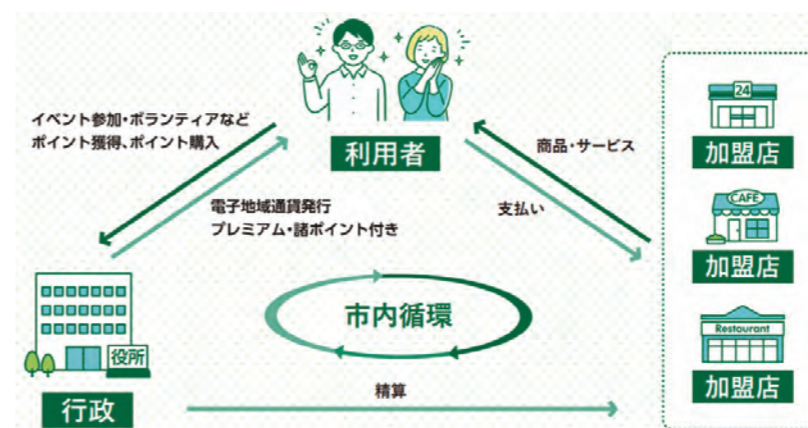 利用者
イベント参加・ボランティアなど
ポイント獲得、ポイント購入
電子地域通貨発行
プレミアム・諸ポイント付き
商品・サービス
支払い
24
加盟店
CAFE
加盟店
Restaurant
加盟店
市内循環
役所
行政
精算